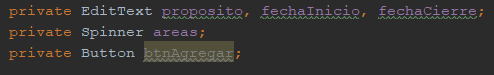 private EditText proposito, fechaInicio, fechaCierre;
private Spinner areas;
private Button btnAgregar;